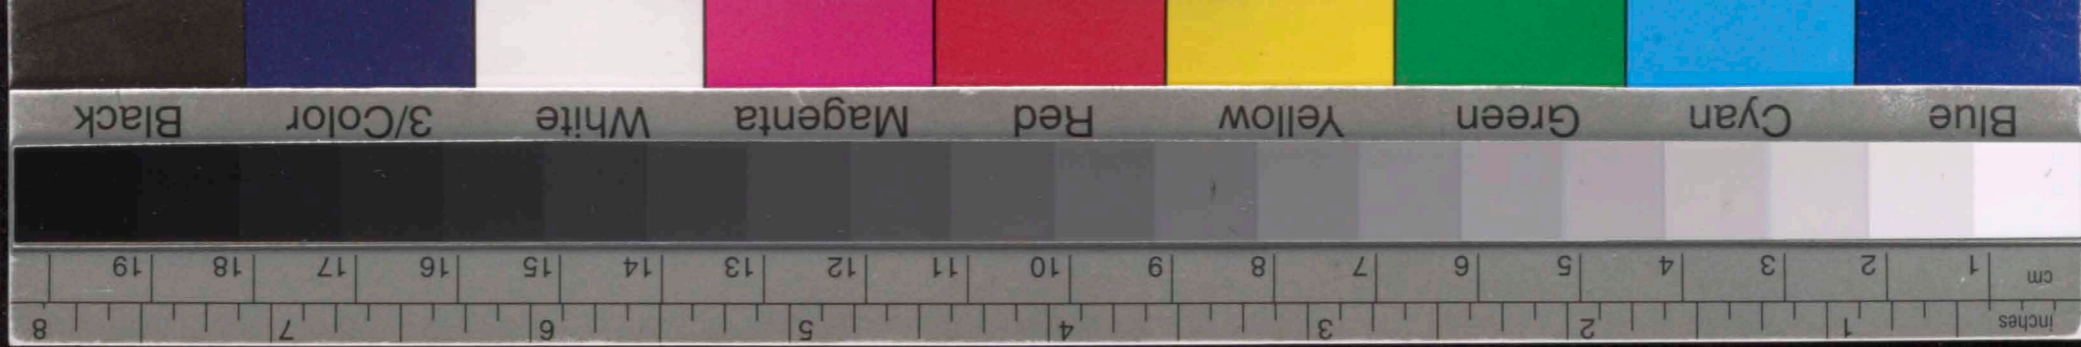 inches 1 2 3 4 5 6 7 8
cm 1 2 3 4 5 6 7 8 9 10 11 12 13 14 15 16 17 18 19
Blue Cyan Green Yellow Red Magenta White 3/Color Black